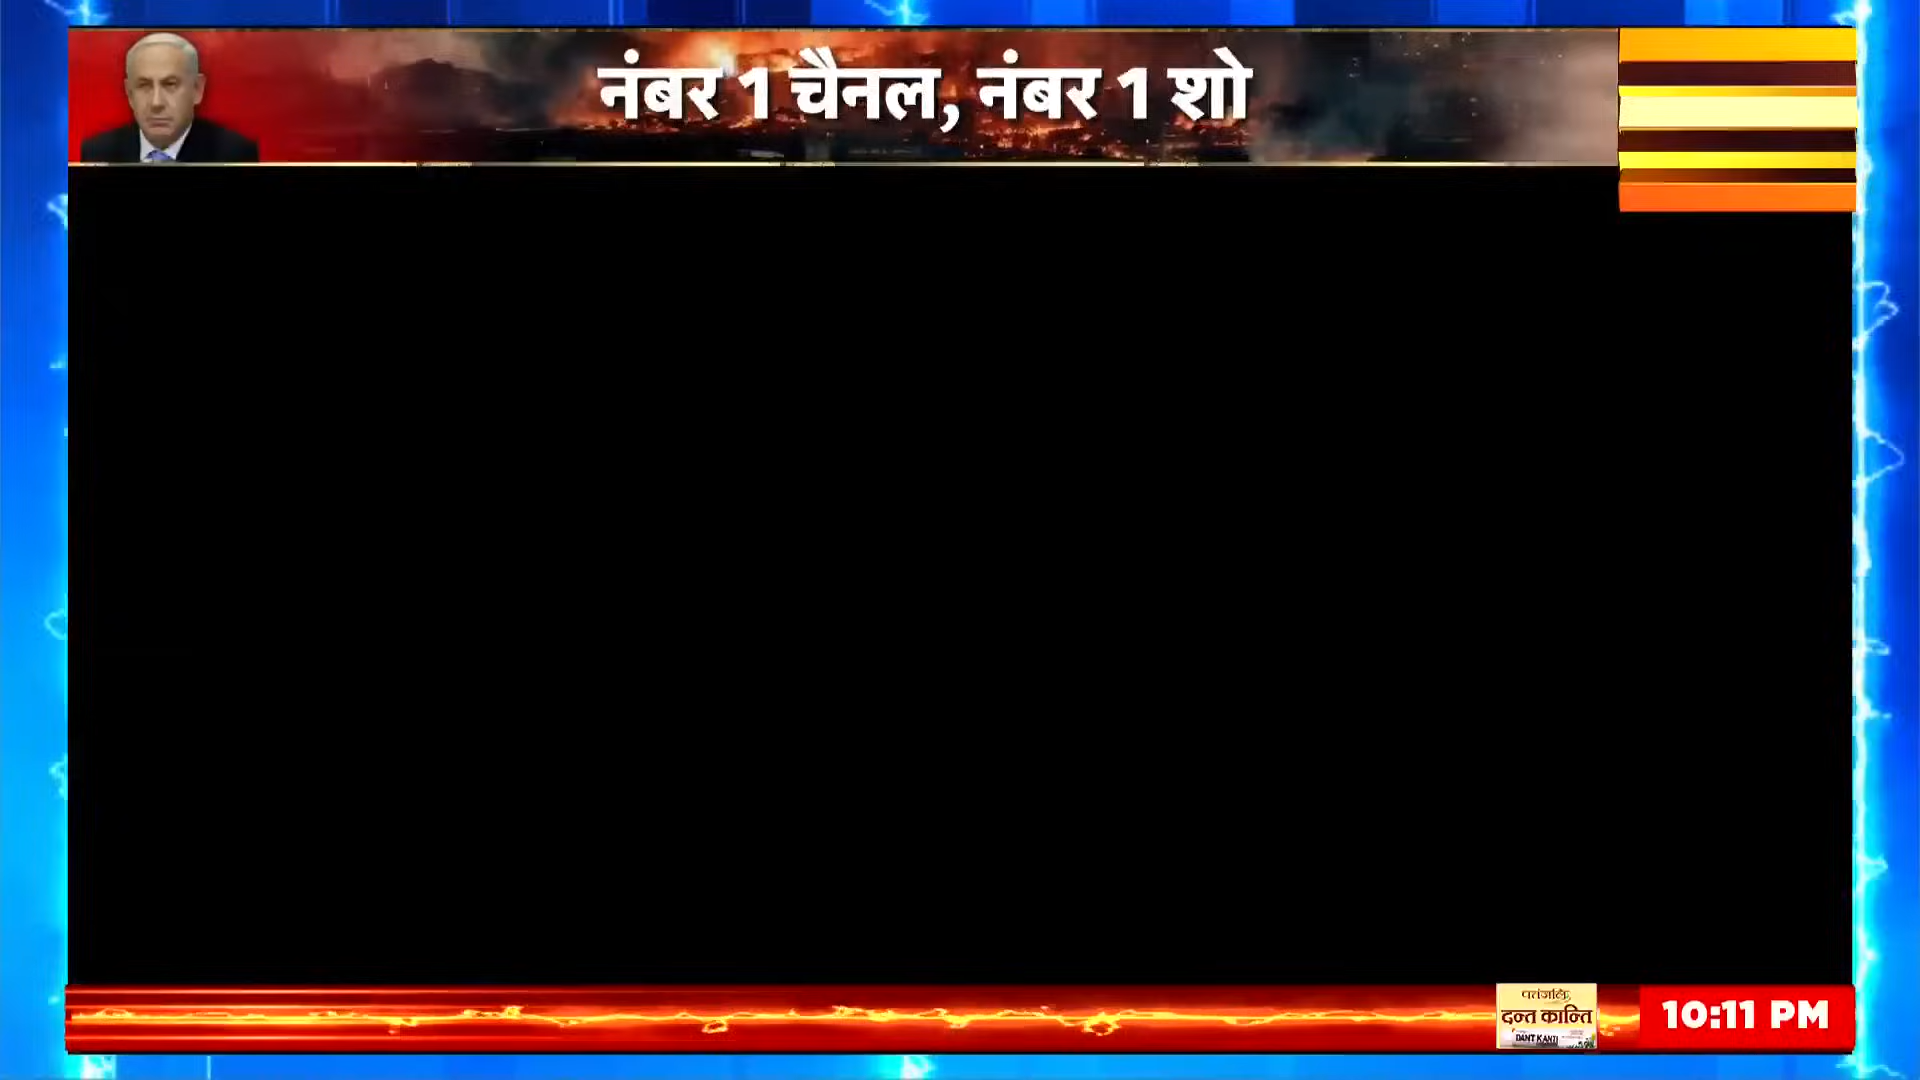 नंबर 1 चैनल, नंबर 1 शो
पतंजलि
दन्त कान्ति
DANT KANTI
10:11 PM